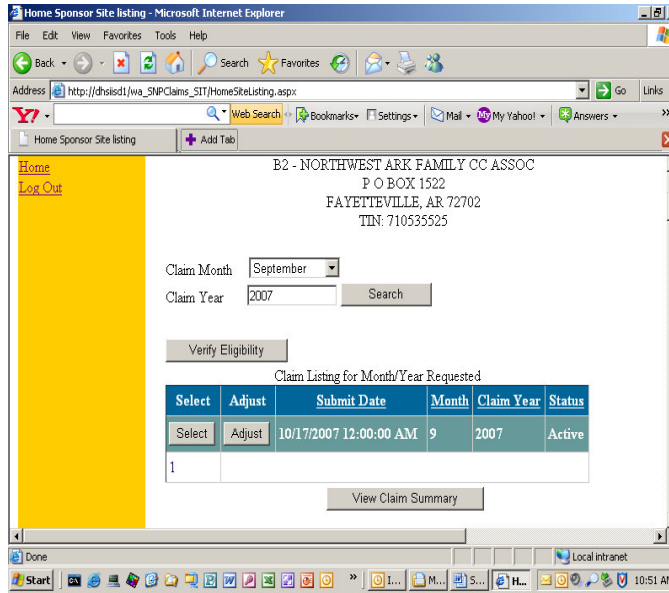 Home Sponsor Site listing - Microsoft Internet Explorer
File Edit View Favorites Tools Help
Back Search Favorites
Address http://dhsiisd1/wa_SNPClaims_SIT/HomeSiteListing.aspx Go Links
Y! Web Search Bookmarks Settings Mail My My Yahoo! Answers
Home Sponsor Site listing Add Tab
Home
Log Out
B2 - NORTHWEST ARK FAMILY CC ASSOC
P O BOX 1522
FAYETTEVILLE, AR 72702
TIN: 710535525
Claim Month September
Claim Year 2007 Search
Verify Eligibility
Claim Listing for Month/Year Requested
Select Adjust Submit Date Month Claim Year Status
Select Adjust 10/17/2007 12:00:00 AM 9 2007 Active
1
View Claim Summary
Done Local intranet
Start I... M... S... H... 10:51 AM